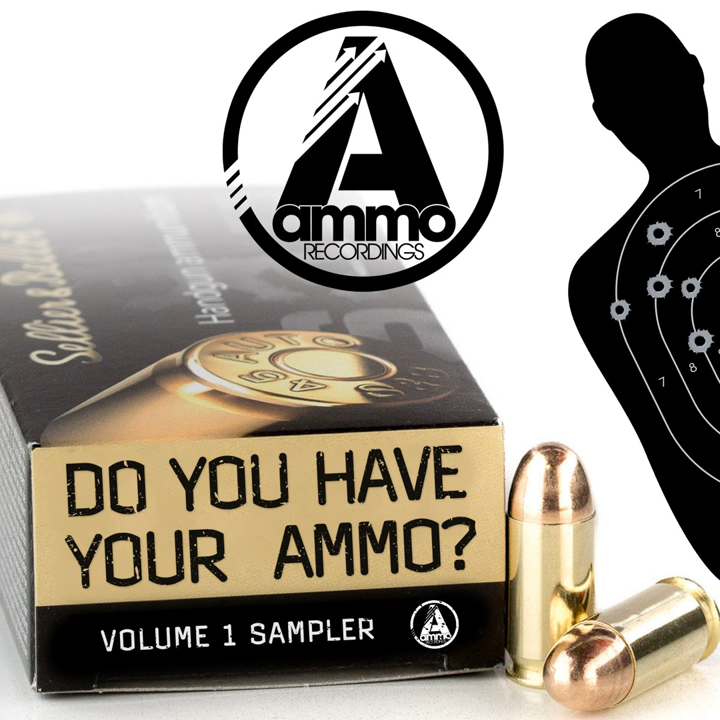 A
ammo
RECORDINGS
Sellier & Bellot
Handgun ammunition
AUTO
45
7
8
7
8
DO YOU HAVE
YOUR AMMO?
VOLUME 1 SAMPLER
A
ammo